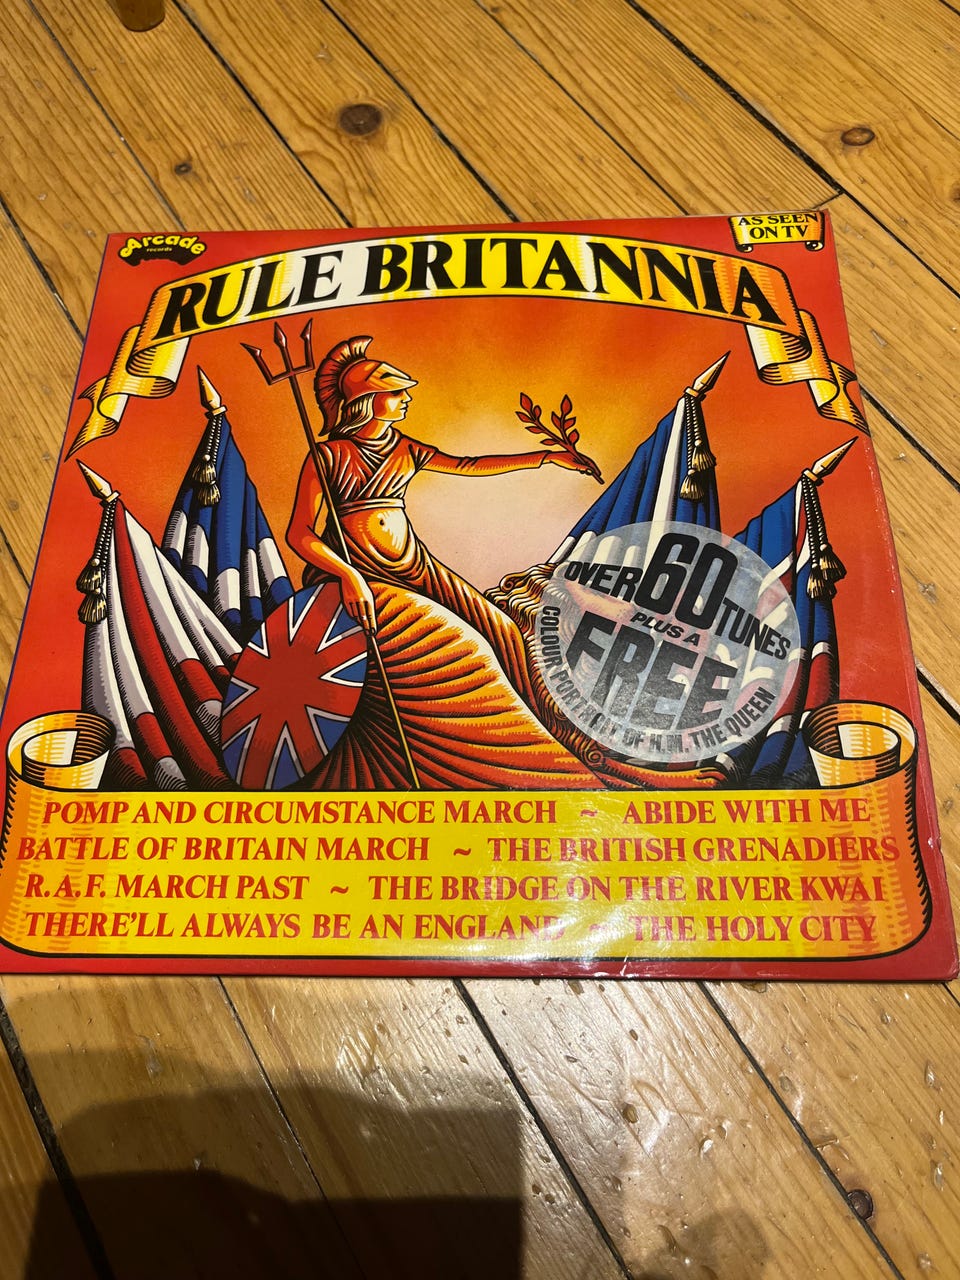 Arcade
records
AS SEEN
ON TV
RULE BRITANNIA
OVER 60 TUNES
PLUS A
FREE
COLOUR PORTRAIT OF H.M. THE QUEEN
POMP AND CIRCUMSTANCE MARCH ~ ABIDE WITH ME
BATTLE OF BRITAIN MARCH ~ THE BRITISH GRENADIERS
R.A.F. MARCH PAST ~ THE BRIDGE ON THE RIVER KWAI
THERE'LL ALWAYS BE AN ENGLAND ~ THE HOLY CITY